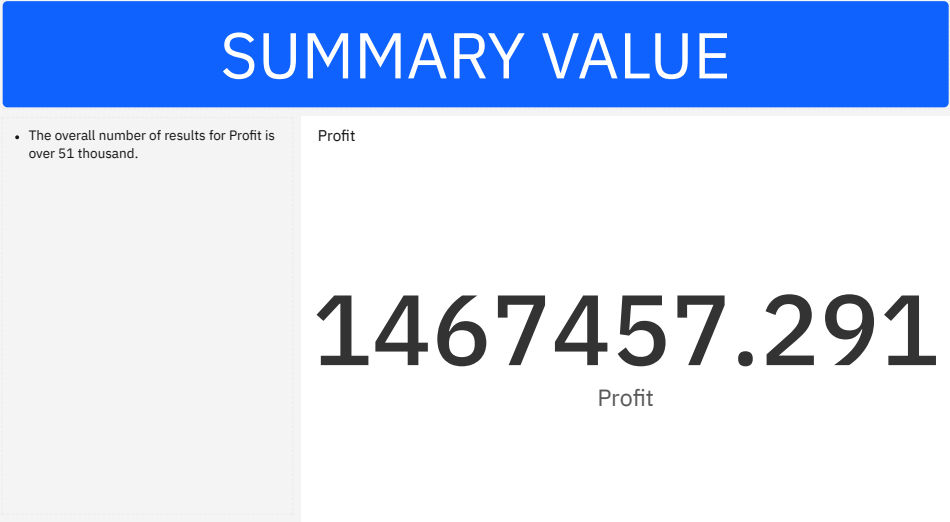 SUMMARY VALUE
• The overall number of results for Profit is
over 51 thousand.
Profit
1467457.291
Profit